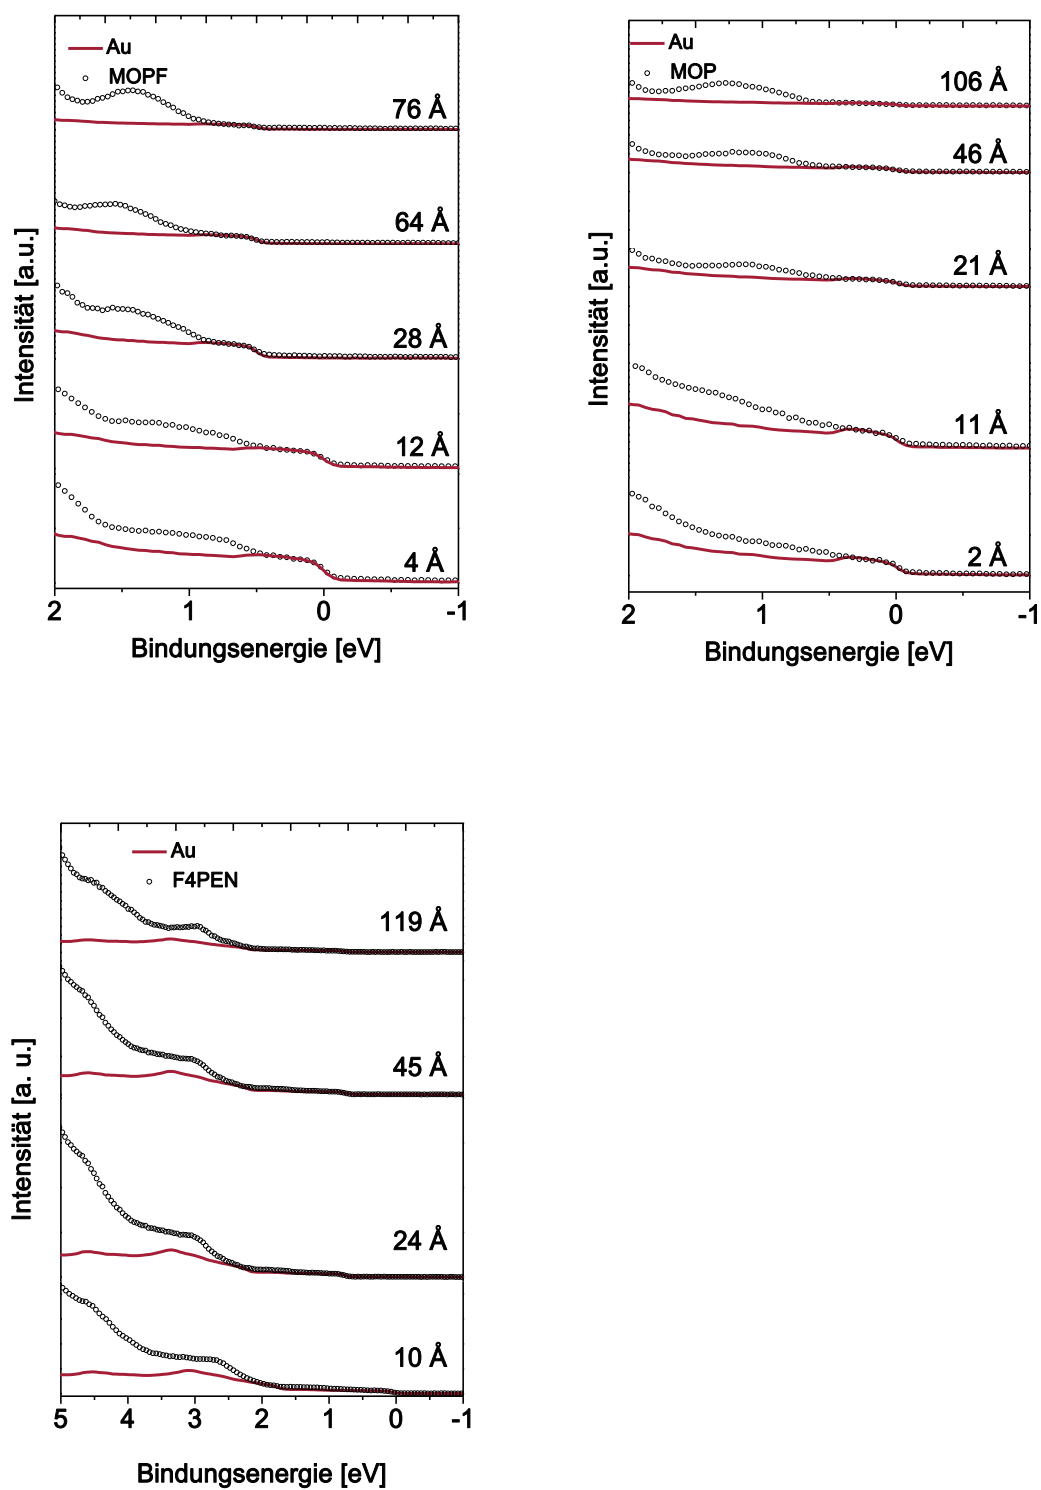 Au
MOPF
76 Å
64 Å
28 Å
12 Å
4 Å
Intensität [a.u.]
2 1 0 -1
Bindungsenergie [eV]
Au
MOP
106 Å
46 Å
21 Å
11 Å
2 Å
Intensität [a.u.]
2 1 0 -1
Bindungsenergie [eV]
Au
F4PEN
119 Å
45 Å
24 Å
10 Å
Intensität [a. u.]
5 4 3 2 1 0 -1
Bindungsenergie [eV]